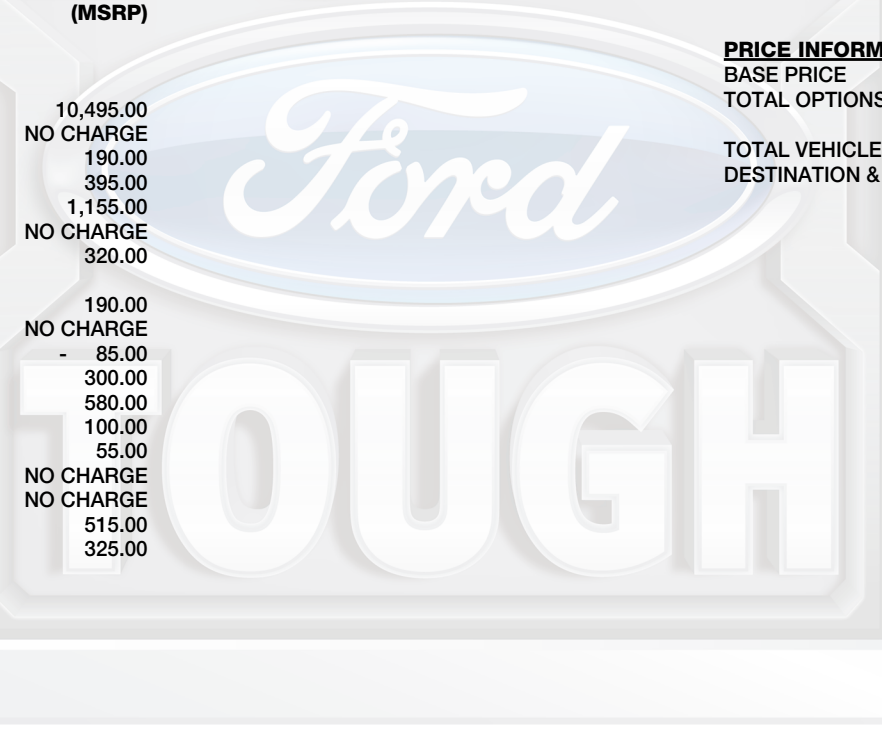 (MSRP)
10,495.00
NO CHARGE
190.00
395.00
1,155.00
NO CHARGE
320.00
190.00
NO CHARGE
- 85.00
300.00
580.00
100.00
55.00
NO CHARGE
NO CHARGE
515.00
325.00
PRICE INFORM
BASE PRICE
TOTAL OPTIONS
TOTAL VEHICLE
DESTINATION &
Ford
TOUGH